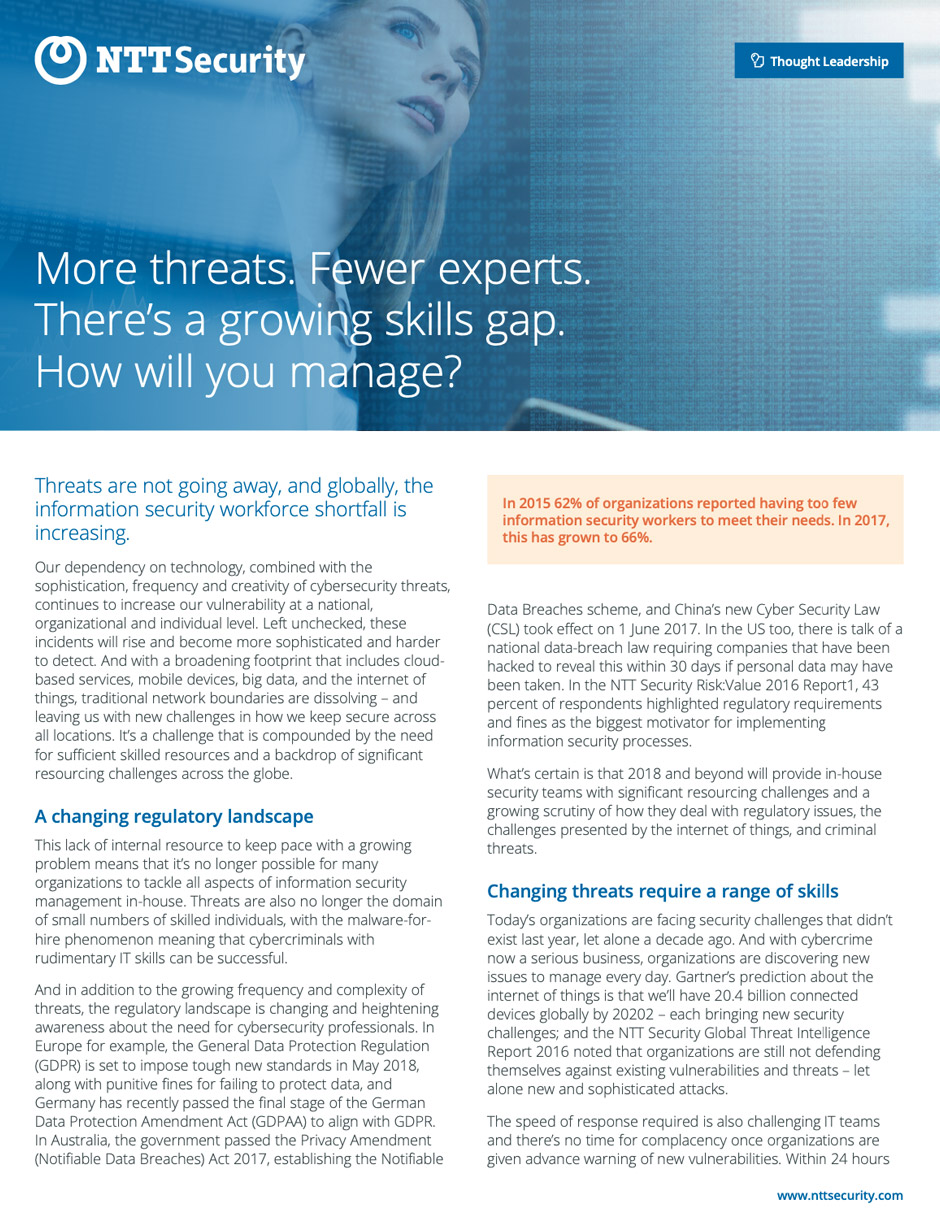 NTT Security
Thought Leadership
More threats. Fewer experts.
There's a growing skills gap.
How will you manage?
Threats are not going away, and globally, the
information security workforce shortfall is
increasing.
Our dependency on technology, combined with the
sophistication, frequency and creativity of cybersecurity threats,
continues to increase our vulnerability at a national,
organizational and individual level. Left unchecked, these
incidents will rise and become more sophisticated and harder
to detect. And with a broadening footprint that includes cloud-
based services, mobile devices, big data, and the internet of
things, traditional network boundaries are dissolving – and
leaving us with new challenges in how we keep secure across
all locations. It's a challenge that is compounded by the need
for sufficient skilled resources and a backdrop of significant
resourcing challenges across the globe.
A changing regulatory landscape
This lack of internal resource to keep pace with a growing
problem means that it's no longer possible for many
organizations to tackle all aspects of information security
management in-house. Threats are also no longer the domain
of small numbers of skilled individuals, with the malware-for-
hire phenomenon meaning that cybercriminals with
rudimentary IT skills can be successful.
And in addition to the growing frequency and complexity of
threats, the regulatory landscape is changing and heightening
awareness about the need for cybersecurity professionals. In
Europe for example, the General Data Protection Regulation
(GDPR) is set to impose tough new standards in May 2018,
along with punitive fines for failing to protect data, and
Germany has recently passed the final stage of the German
Data Protection Amendment Act (GDPAA) to align with GDPR.
In Australia, the government passed the Privacy Amendment
(Notifiable Data Breaches) Act 2017, establishing the Notifiable
In 2015 62% of organizations reported having too few
information security workers to meet their needs. In 2017,
this has grown to 66%.
Data Breaches scheme, and China's new Cyber Security Law
(CSL) took effect on 1 June 2017. In the US too, there is talk of a
national data-breach law requiring companies that have been
hacked to reveal this within 30 days if personal data may have
been taken. In the NTT Security Risk:Value 2016 Report1, 43
percent of respondents highlighted regulatory requirements
and fines as the biggest motivator for implementing
information security processes.
What's certain is that 2018 and beyond will provide in-house
security teams with significant resourcing challenges and a
growing scrutiny of how they deal with regulatory issues, the
challenges presented by the internet of things, and criminal
threats.
Changing threats require a range of skills
Today's organizations are facing security challenges that didn't
exist last year, let alone a decade ago. And with cybercrime
now a serious business, organizations are discovering new
issues to manage every day. Gartner's prediction about the
internet of things is that we'll have 20.4 billion connected
devices globally by 20202 – each bringing new security
challenges; and the NTT Security Global Threat Intelligence
Report 2016 noted that organizations are still not defending
themselves against existing vulnerabilities and threats – let
alone new and sophisticated attacks.
The speed of response required is also challenging IT teams
and there's no time for complacency once organizations are
given advance warning of new vulnerabilities. Within 24 hours
www.nttsecurity.com